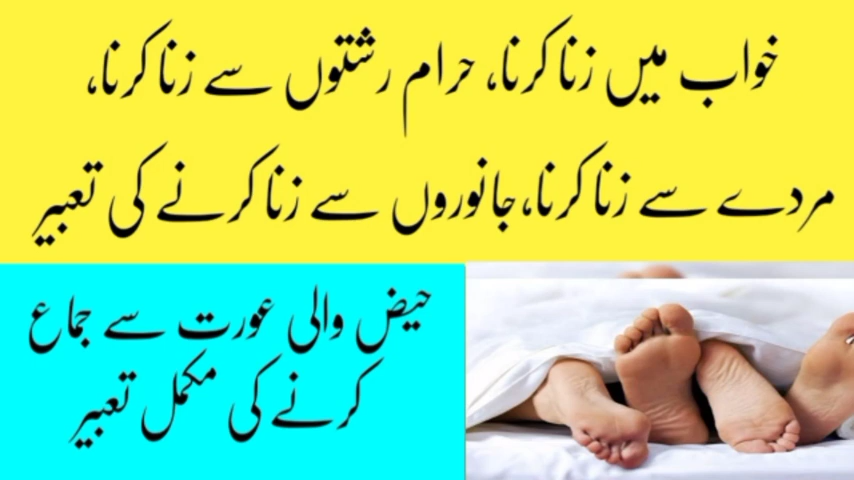 خواب میں زنا کرنا، حرام رشتوں سے زنا کرنا،
مردے سے زنا کرنا، جانوروں سے زنا کرنے کی تعبیر
حیض والی عورت سے جماع
کرنے کی مکمل تعبیر